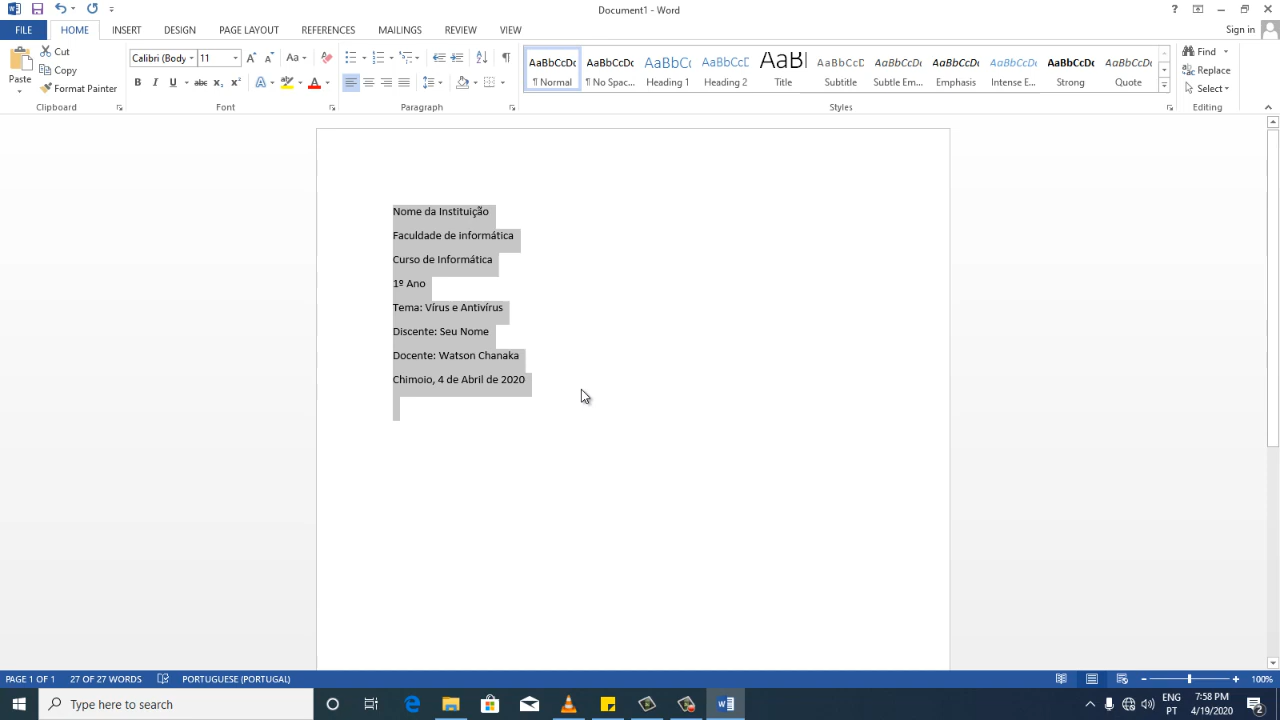 Document1 - Word
Sign in
FILE HOME INSERT DESIGN PAGE LAYOUT REFERENCES MAILINGS REVIEW VIEW
Paste
Cut
Copy
Format Painter
Clipboard
Calibri (Body 11
Font
Paragraph
AaBbCcDc AaBbCcDc AaBbCc AaBbCcD AaBl AaBbCcD AaBbCcDc AaBbCcDc AaBbCcDc AaBbCcDc AaBbCcDc
¶ Normal ¶ No Spac... Heading 1 Heading 2 Title Subtitle Subtle Em... Emphasis Intense E... Strong Quote
Styles
Find
Replace
Select
Editing
Nome da Instituição
Faculdade de informática
Curso de Informática
1º Ano
Tema: Vírus e Antivírus
Discente: Seu Nome
Docente: Watson Chanaka
Chimoio, 4 de Abril de 2020
PAGE 1 OF 1 27 OF 27 WORDS PORTUGUESE (PORTUGAL) 100%
Type here to search
ENG
PT
7:58 PM
4/19/2020
2